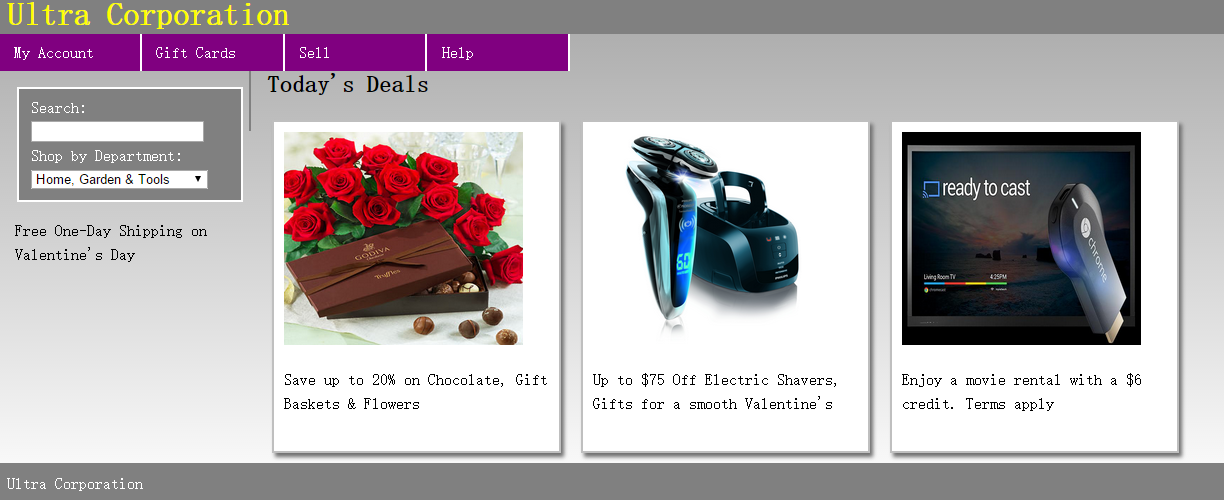 Ultra Corporation
My Account
Gift Cards
Sell
Help
Search:
Shop by Department:
Home, Garden & Tools
Free One-Day Shipping on
Valentine's Day
Today's Deals
GODIVA
Truffles
Save up to 20% on Chocolate, Gift
Baskets & Flowers
60
Up to $75 Off Electric Shavers,
Gifts for a smooth Valentine's
ready to cast
Living Room TV
4:25PM
chrome
Enjoy a movie rental with a $6
credit. Terms apply
Ultra Corporation